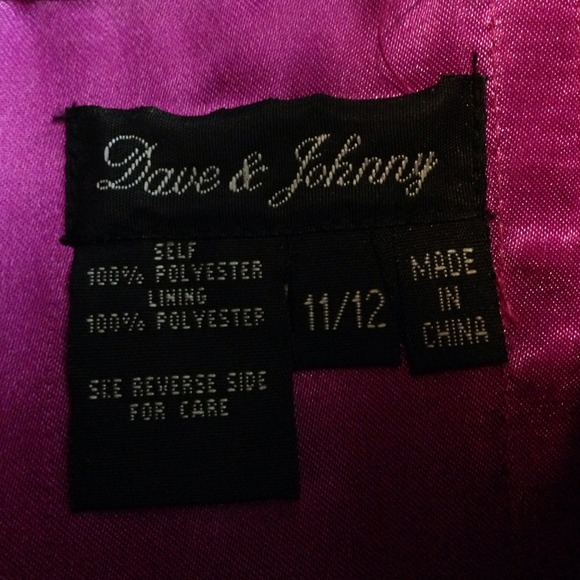 Dave & Johnny
SELF
100% POLYESTER
LINING
100% POLYESTER
SEE REVERSE SIDE
FOR CARE
11/12
MADE
IN
CHINA